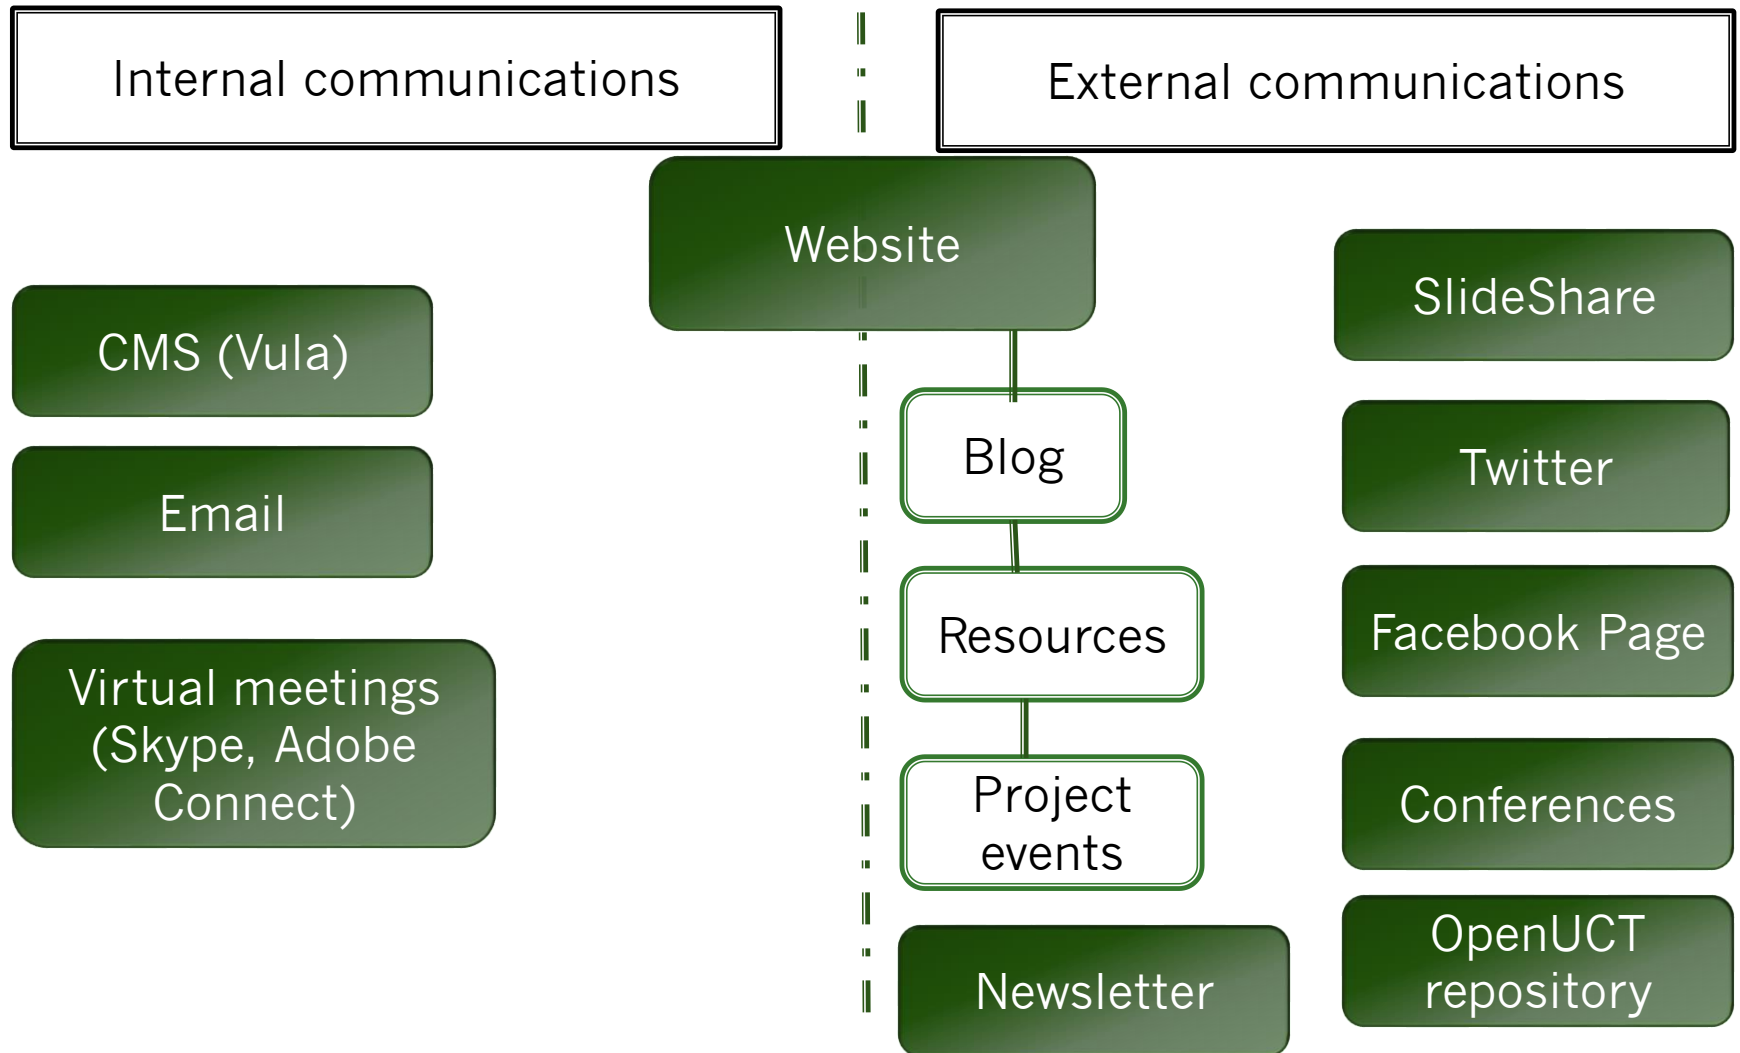 Internal communications
External communications
Website
CMS (Vula)
Email
Virtual meetings
(Skype, Adobe
Connect)
Blog
Resources
Project
events
Newsletter
SlideShare
Twitter
Facebook Page
Conferences
OpenUCT
repository